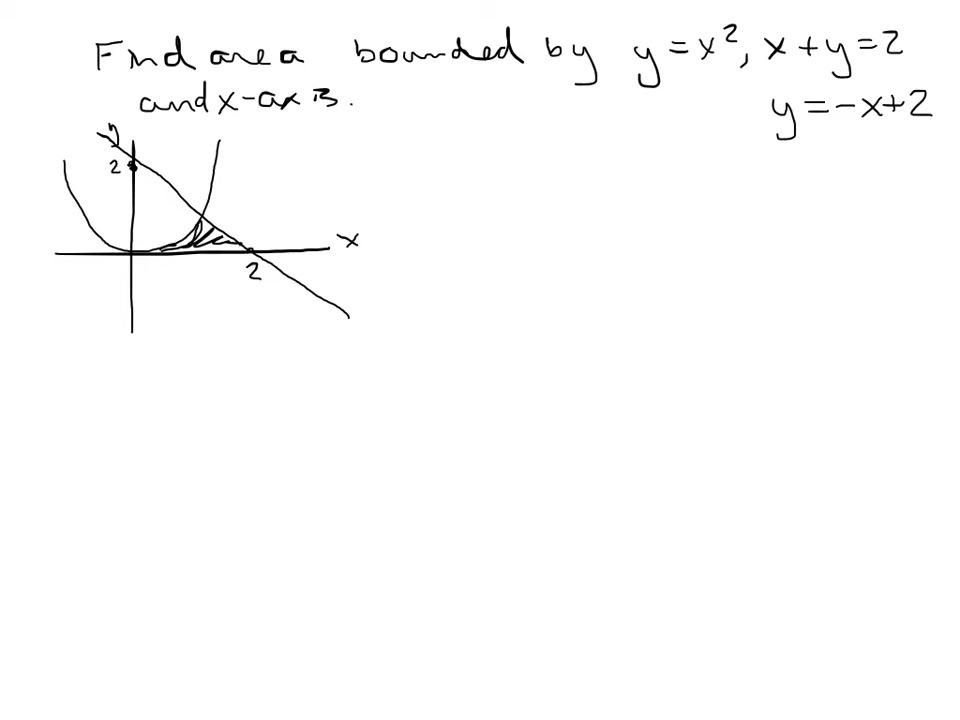 Find area bounded by y = x², x + y = 2
and x-axis.
y = -x+2
y
2
x
2